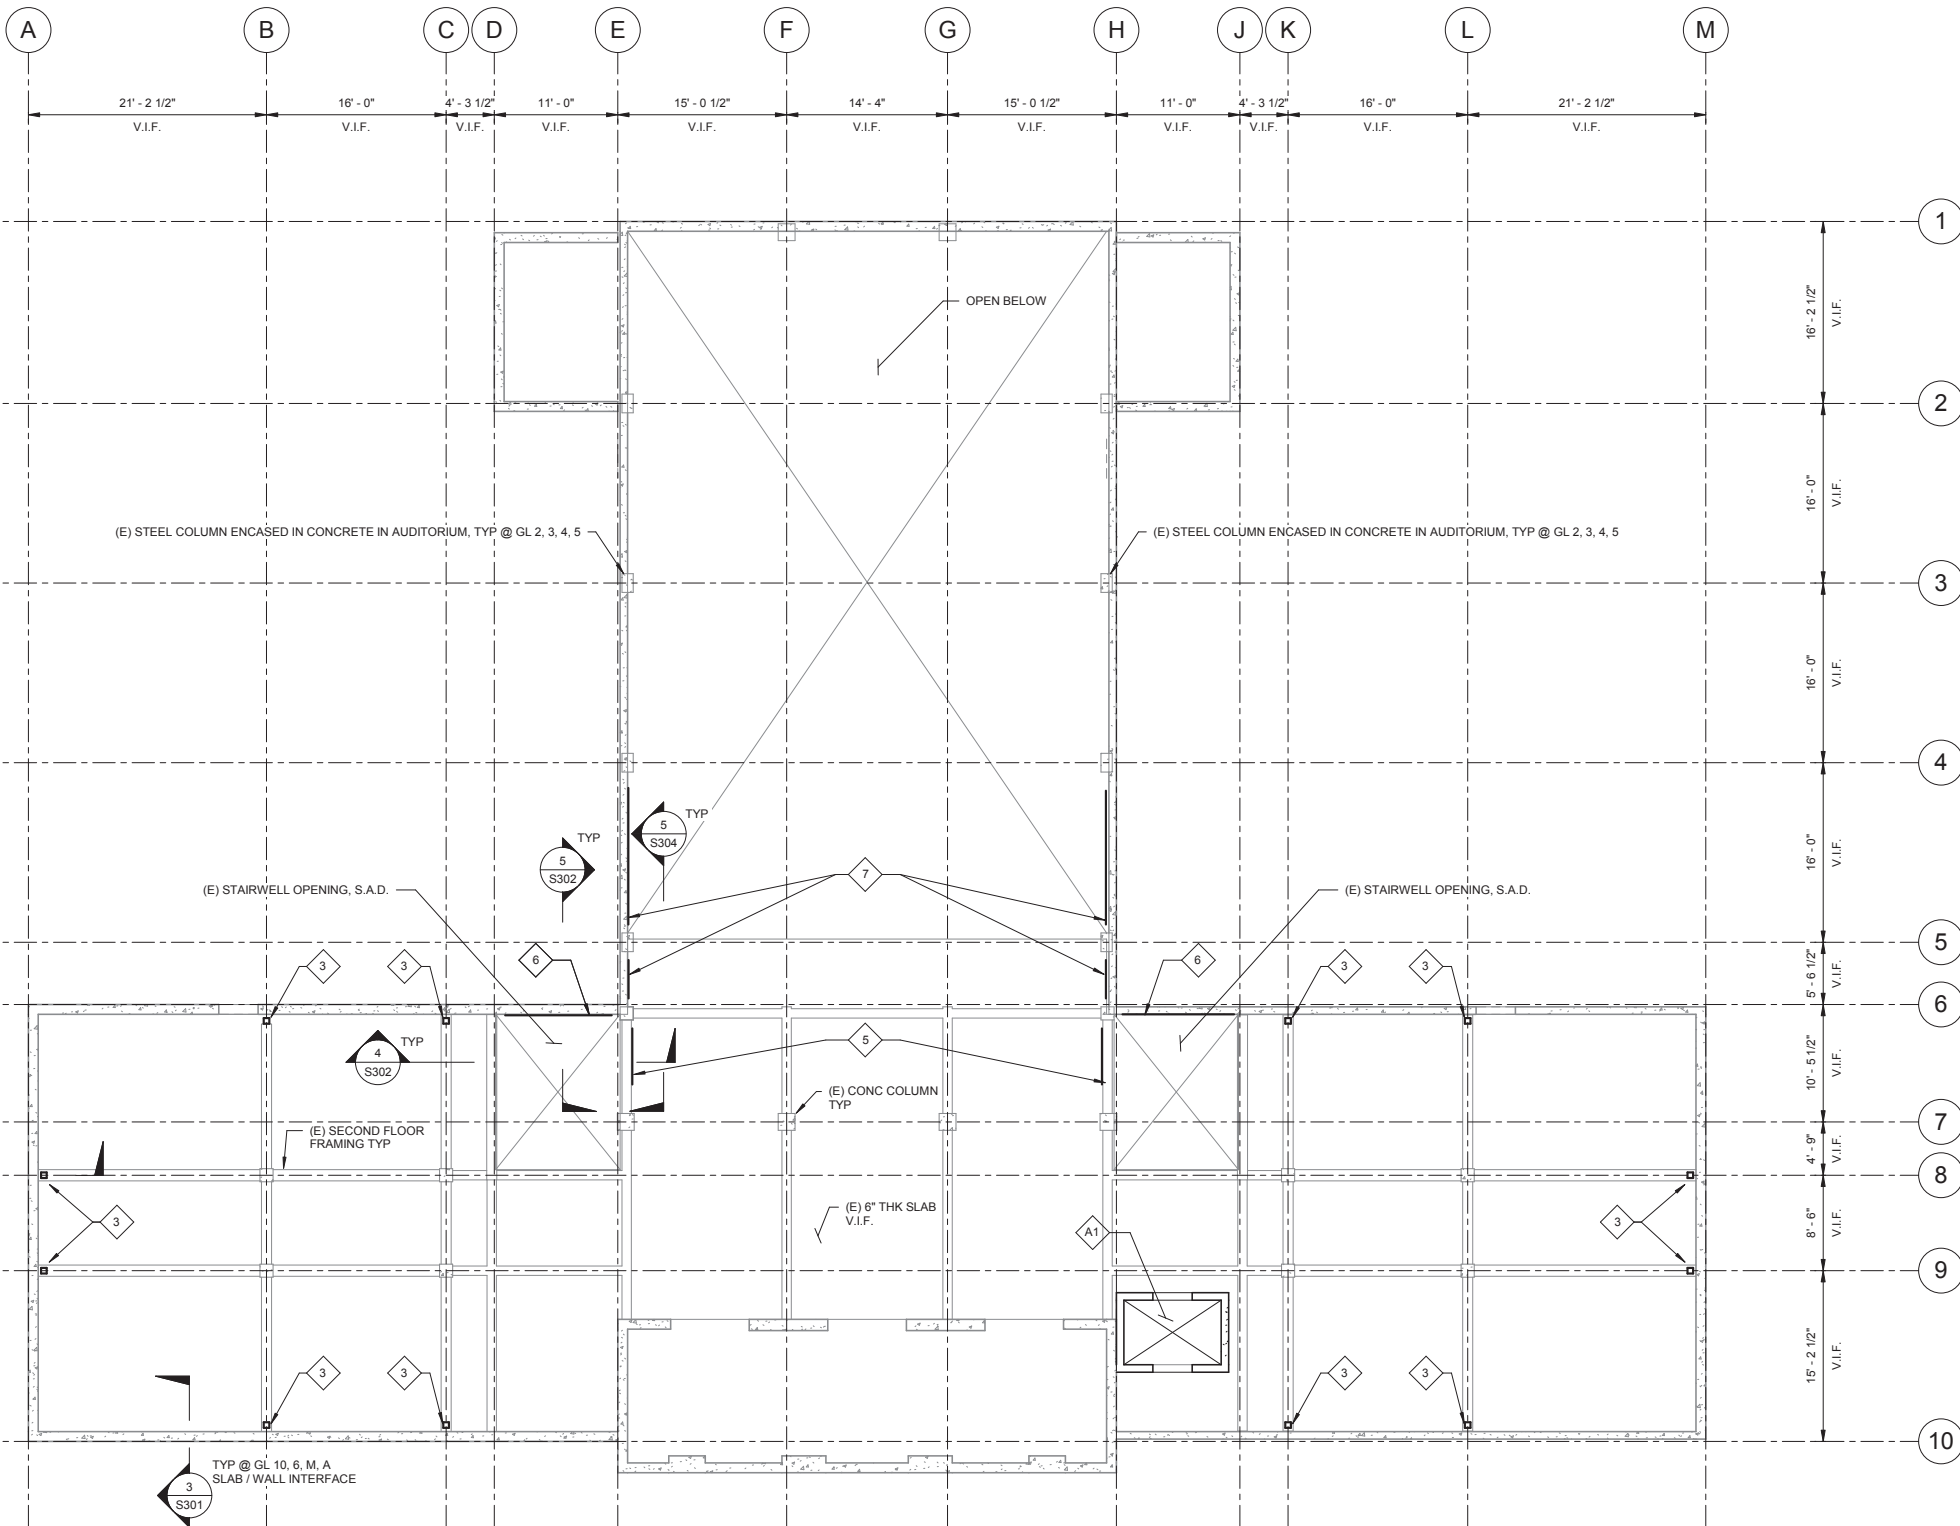 A B C D E F G H J K L M
21' - 2 1/2" 16' - 0" 4' - 3 1/2" 11' - 0" 15' - 0 1/2" 14' - 4" 15' - 0 1/2" 11' - 0" 4' - 3 1/2" 16' - 0" 21' - 2 1/2"
V.I.F. V.I.F. V.I.F. V.I.F. V.I.F. V.I.F. V.I.F. V.I.F. V.I.F. V.I.F. V.I.F.
1
16' - 2 1/2"
V.I.F.
OPEN BELOW
2
16' - 0"
V.I.F.
(E) STEEL COLUMN ENCASED IN CONCRETE IN AUDITORIUM, TYP @ GL 2, 3, 4, 5
(E) STEEL COLUMN ENCASED IN CONCRETE IN AUDITORIUM, TYP @ GL 2, 3, 4, 5
3
16' - 0"
V.I.F.
4
16' - 0"
V.I.F.
TYP
5
S304
TYP
5
S302
7
(E) STAIRWELL OPENING, S.A.D.
(E) STAIRWELL OPENING, S.A.D.
5
3 3 6 6 3 3
5' - 6 1/2"
V.I.F.
6
10' - 5 1/2"
V.I.F.
TYP
4
S302
5
(E) CONC COLUMN
TYP
7
(E) SECOND FLOOR
FRAMING TYP
4' - 9"
V.I.F.
8
(E) 6" THK SLAB
V.I.F.
3
A1
3
8' - 6"
V.I.F.
9
15' - 2 1/2"
V.I.F.
3 3 3 3
10
TYP @ GL 10, 6, M, A
SLAB / WALL INTERFACE
3
S301